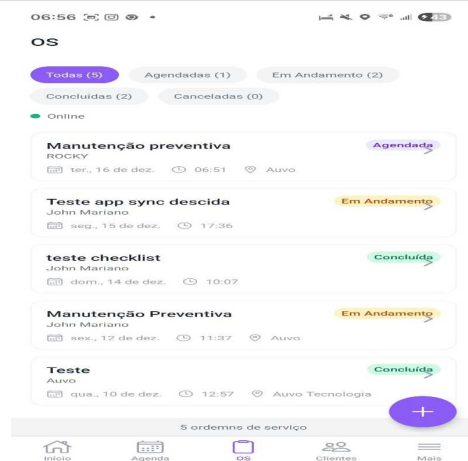 06:56
43
OS
Todas (5)
Agendadas (1)
Em Andamento (2)
Concluídas (2)
Canceladas (0)
Online
Manutenção preventiva
Agendada
ROCKY
ter., 16 de dez.
06:51
Auvo
Teste app sync descida
Em Andamento
John Mariano
seg., 15 de dez.
17:36
teste checklist
Concluída
John Mariano
dom., 14 de dez.
10:07
Manutenção Preventiva
Em Andamento
John Mariano
sex., 12 de dez.
11:37
Auvo
Teste
Concluída
Auvo
qua., 10 de dez.
12:57
Auvo Tecnologia
5 ordemns de serviço
Início
Agenda
OS
Clientes
Mais